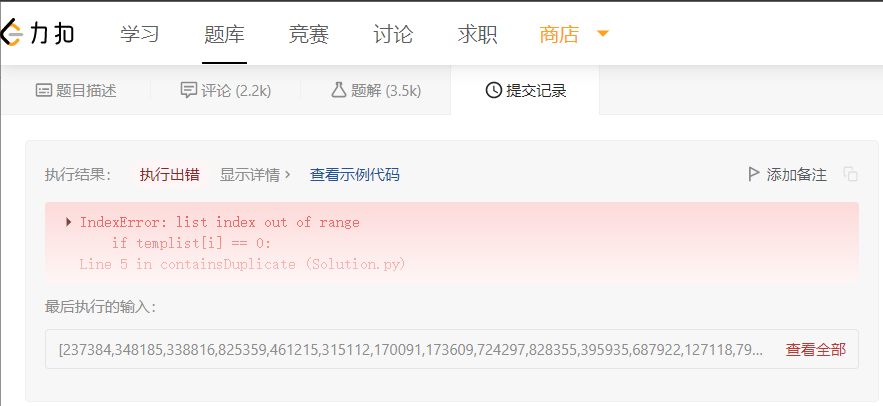 力扣 学习 题库 竞赛 讨论 求职 商店
题目描述 评论 (2.2k) 题解 (3.5k) 提交记录
执行结果： 执行出错 显示详情 › 查看示例代码 添加备注
IndexError: list index out of range
if templist[i] == 0:
Line 5 in containsDuplicate (Solution.py)
最后执行的输入：
[237384,348185,338816,825359,461215,315112,170091,173609,724297,828355,395935,687922,127118,79... 查看全部